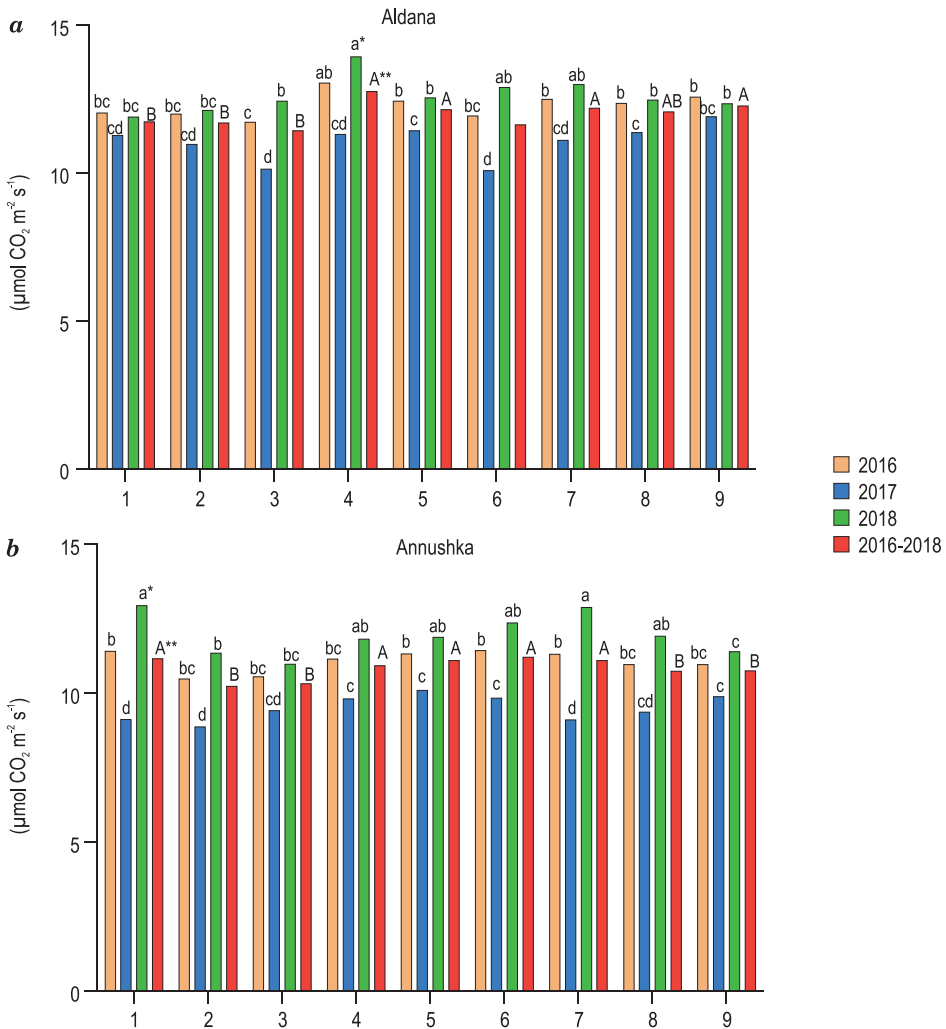 a
Aldana
15
10
5
0
(µmol CO₂ m⁻² s⁻¹)
bc cd bc B
bc cd bc B
c d b B
ab cd a* A**
b c b A
bc d ab
b cd ab A
b c b AB
b bc b A
1 2 3 4 5 6 7 8 9
2016
2017
2018
2016-2018
b
Annushka
15
10
5
0
(µmol CO₂ m⁻² s⁻¹)
b d a* A**
bc d b B
bc cd bc B
bc c ab A
b c ab A
b c ab A
b d a A
bc cd ab B
bc c c B
1 2 3 4 5 6 7 8 9